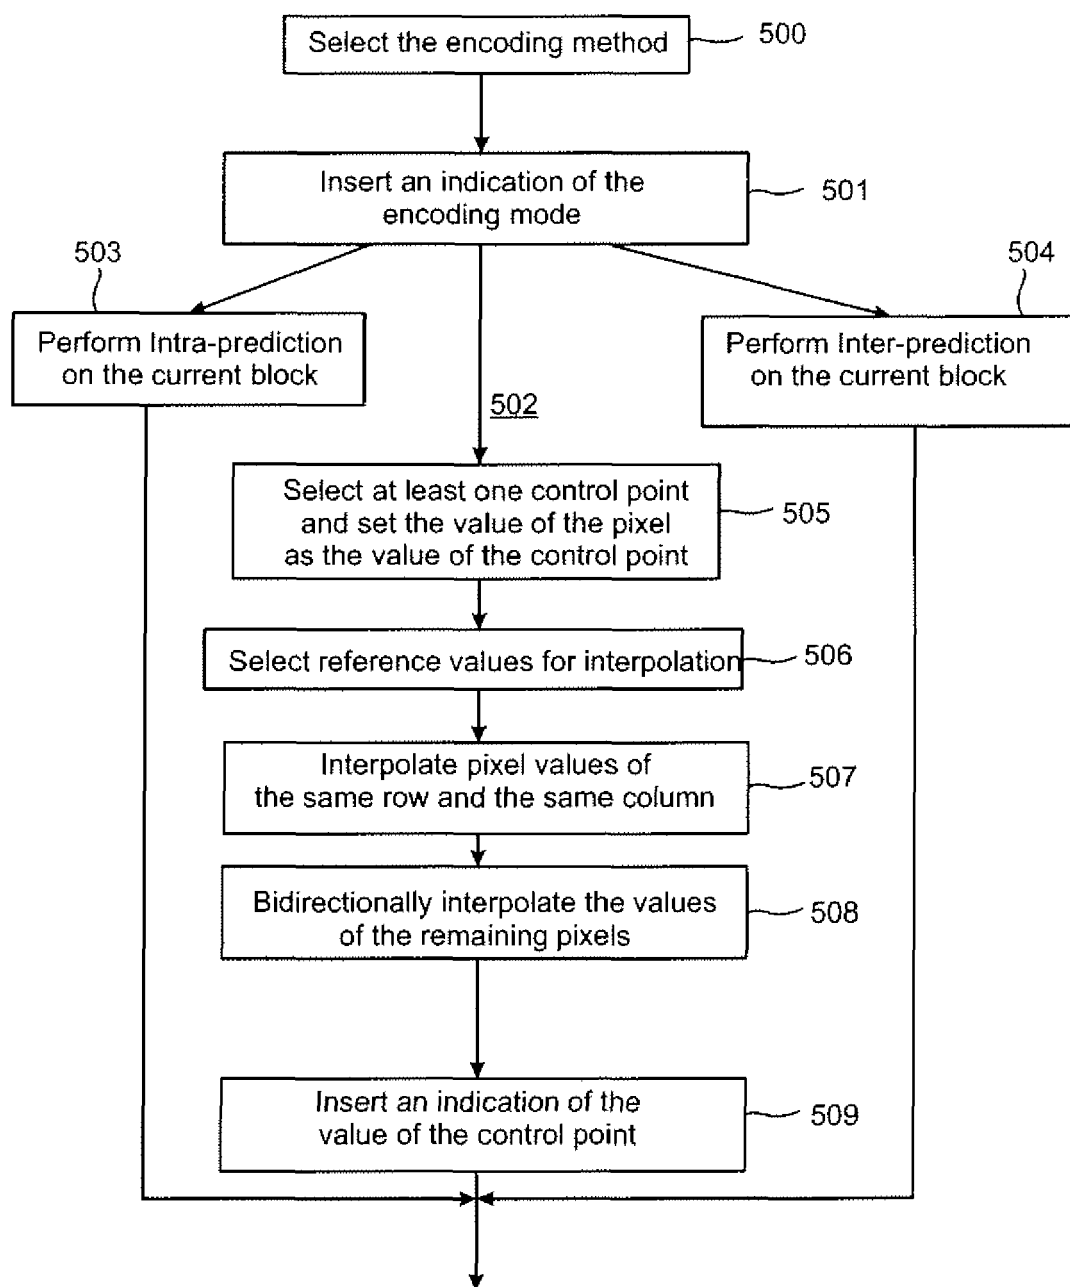 Select the encoding method
500
Insert an indication of the
encoding mode
501
503
504
Perform Intra-prediction
on the current block
Perform Inter-prediction
on the current block
502
Select at least one control point
and set the value of the pixel
as the value of the control point
505
Select reference values for interpolation
506
Interpolate pixel values of
the same row and the same column
507
Bidirectionally interpolate the values
of the remaining pixels
508
Insert an indication of the
value of the control point
509